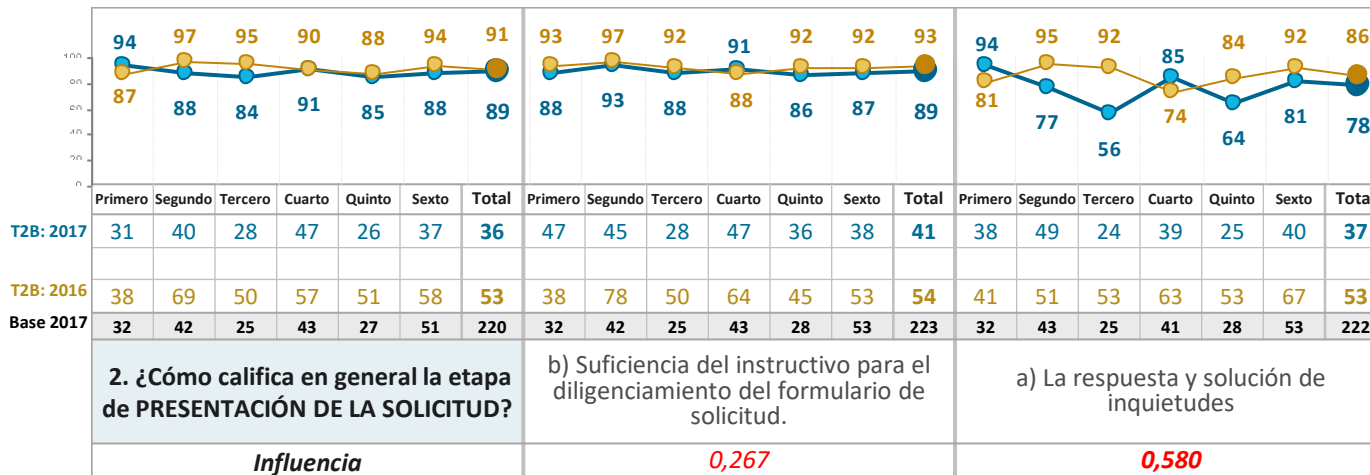 94 97 95 90 88 94 91
87 88 84 91 85 88 89
93 97 92 91 92 92 93
88 93 88 88 86 87 89
94 95 92 85 84 92 86
81 77 56 74 64 81 78
100
80
60
40
20
0
Primero Segundo Tercero Cuarto Quinto Sexto Total Primero Segundo Tercero Cuarto Quinto Sexto Total Primero Segundo Tercero Cuarto Quinto Sexto Tota
T2B: 2017 31 40 28 47 26 37 36 47 45 28 47 36 38 41 38 49 24 39 25 40 37
T2B: 2016 38 69 50 57 51 58 53 38 78 50 64 45 53 54 41 51 53 63 53 67 53
Base 2017 32 42 25 43 27 51 220 32 42 25 43 28 53 223 32 43 25 41 28 53 222
2. ¿Cómo califica en general la etapa
de PRESENTACIÓN DE LA SOLICITUD?
b) Suficiencia del instructivo para el
diligenciamiento del formulario de
solicitud.
a) La respuesta y solución de
inquietudes
Influencia 0,267 0,580